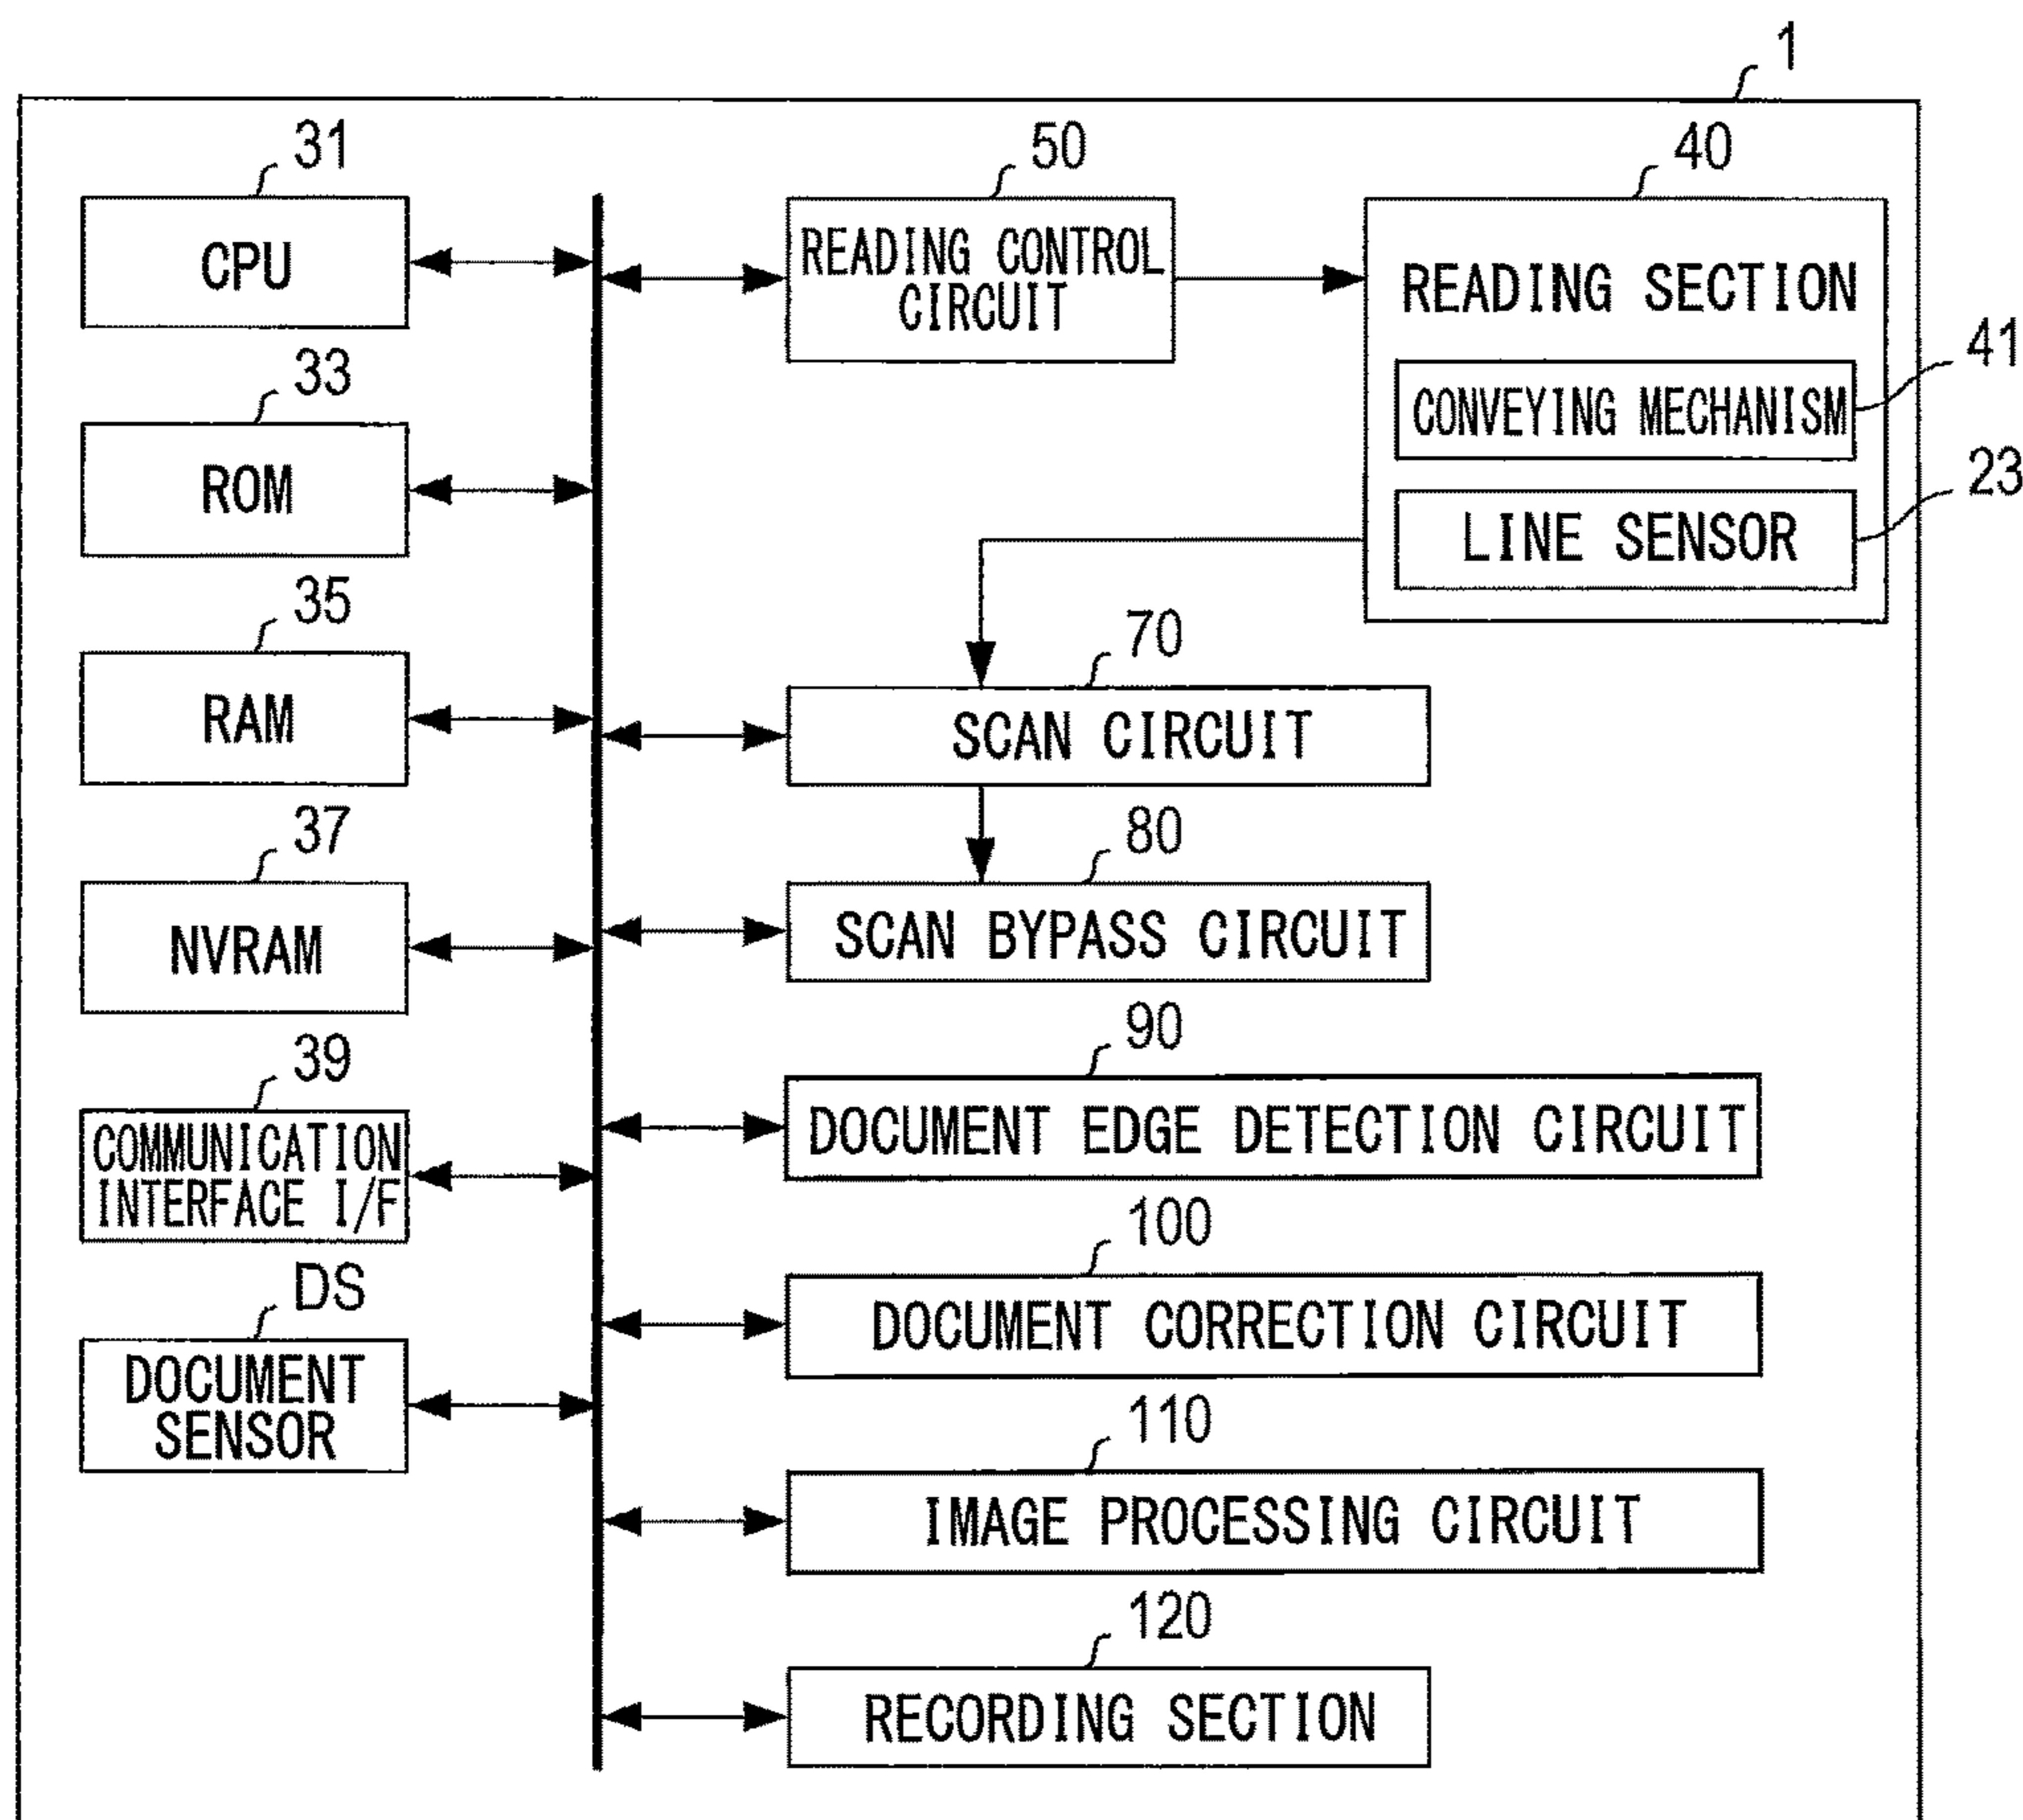 1
31
CPU
33
ROM
35
RAM
37
NVRAM
39
COMMUNICATION
INTERFACE I/F
DS
DOCUMENT
SENSOR
50
READING CONTROL
CIRCUIT
40
READING SECTION
41
CONVEYING MECHANISM
23
LINE SENSOR
70
SCAN CIRCUIT
80
SCAN BYPASS CIRCUIT
90
DOCUMENT EDGE DETECTION CIRCUIT
100
DOCUMENT CORRECTION CIRCUIT
110
IMAGE PROCESSING CIRCUIT
120
RECORDING SECTION